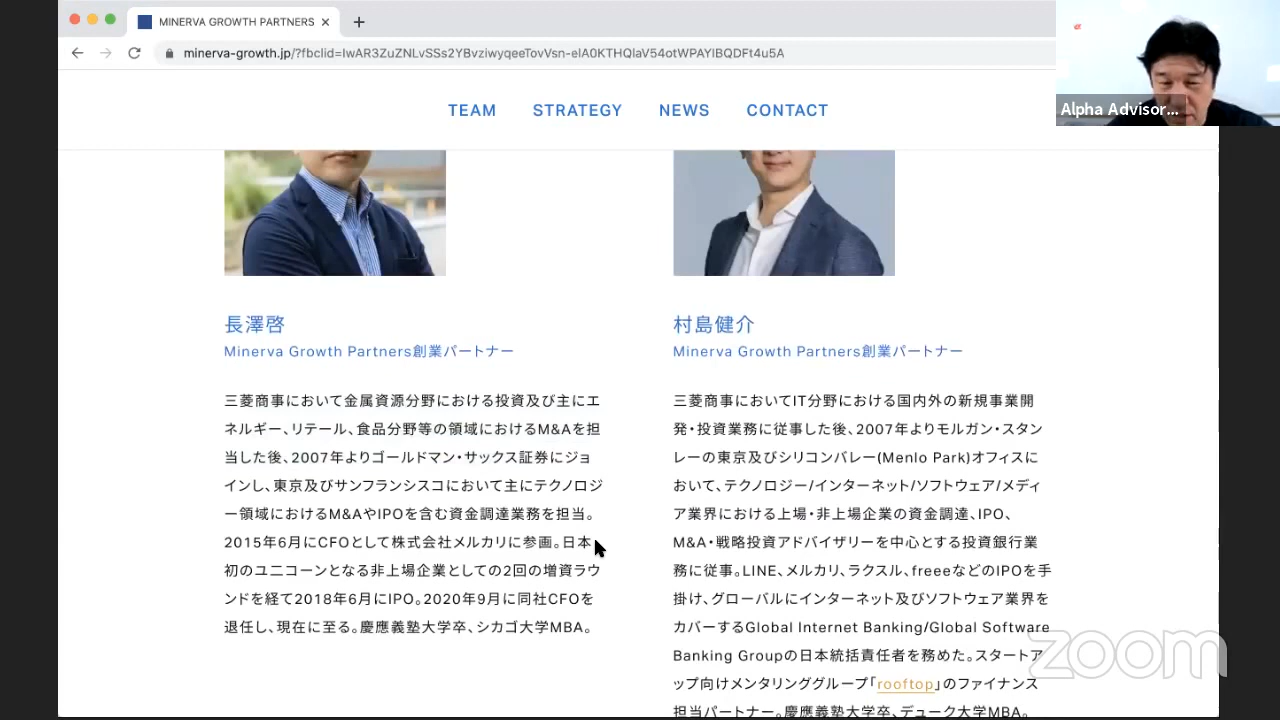 MINERVA GROWTH PARTNERS
minerva-growth.jp/?fbclid=IwAR3ZuZNLvSSs2YBvziwyqeeTovVsn-elA0KTHQlaV54otWPAYlBQDFt4u5A
Alpha Advisor...
TEAM STRATEGY NEWS CONTACT
長澤啓
Minerva Growth Partners創業パートナー
三菱商事において金属資源分野における投資及び主にエ
ネルギー、リテール、食品分野等の領域におけるM&Aを担
当した後、2007年よりゴールドマン・サックス証券にジョ
インし、東京及びサンフランシスコにおいて主にテクノロジ
ー領域におけるM&AやIPOを含む資金調達業務を担当。
2015年6月にCFOとして株式会社メルカリに参画。日本
初のユニコーンとなる非上場企業としての2回の増資ラウ
ンドを経て2018年6月にIPO。2020年9月に同社CFOを
退任し、現在に至る。慶應義塾大学卒、シカゴ大学MBA。
村島健介
Minerva Growth Partners創業パートナー
三菱商事においてIT分野における国内外の新規事業開
発・投資業務に従事した後、2007年よりモルガン・スタン
レーの東京及びシリコンバレー(Menlo Park)オフィスに
おいて、テクノロジー/インターネット/ソフトウェア/メディ
ア業界における上場・非上場企業の資金調達、IPO、
M&A・戦略投資アドバイザリーを中心とする投資銀行業
務に従事。LINE、メルカリ、ラクスル、freeeなどのIPOを手
掛け、グローバルにインターネット及びソフトウェア業界を
カバーするGlobal Internet Banking/Global Software
Banking Groupの日本統括責任者を務めた。スタートア
ップ向けメンタリンググループ「rooftop」のファイナンス
担当パートナー。慶應義塾大学卒、デューク大学MBA。
zoom